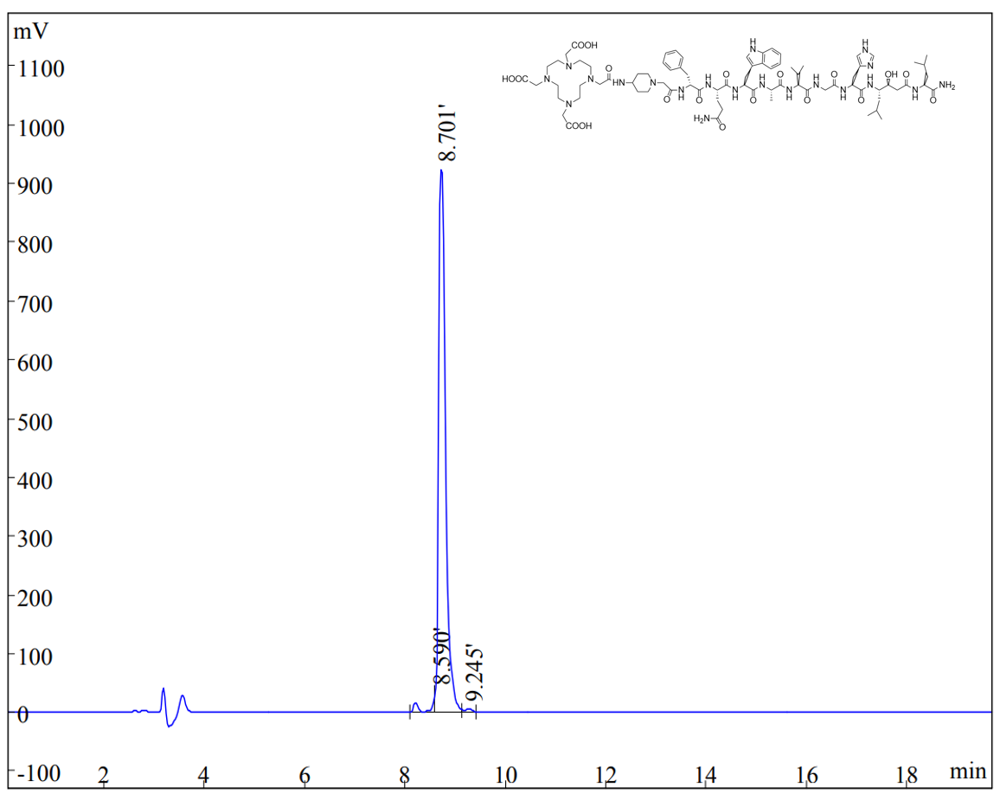 mV
1100
1000
900
800
700
600
500
400
300
200
100
0
-100
2 4 6 8 10 12 14 16 18 min
8.590'
8.701'
9.245'
COOH
HOOC
COOH
N
N
N
N
O
HN
N
O
N
H
O
H
N
H2N
O
O
N
H
H
N
O
H
N
O
N
H
O
H
N
O
N
H
O
H
N
N
H
N
O
H
N
OH
O
N
H
O
NH2